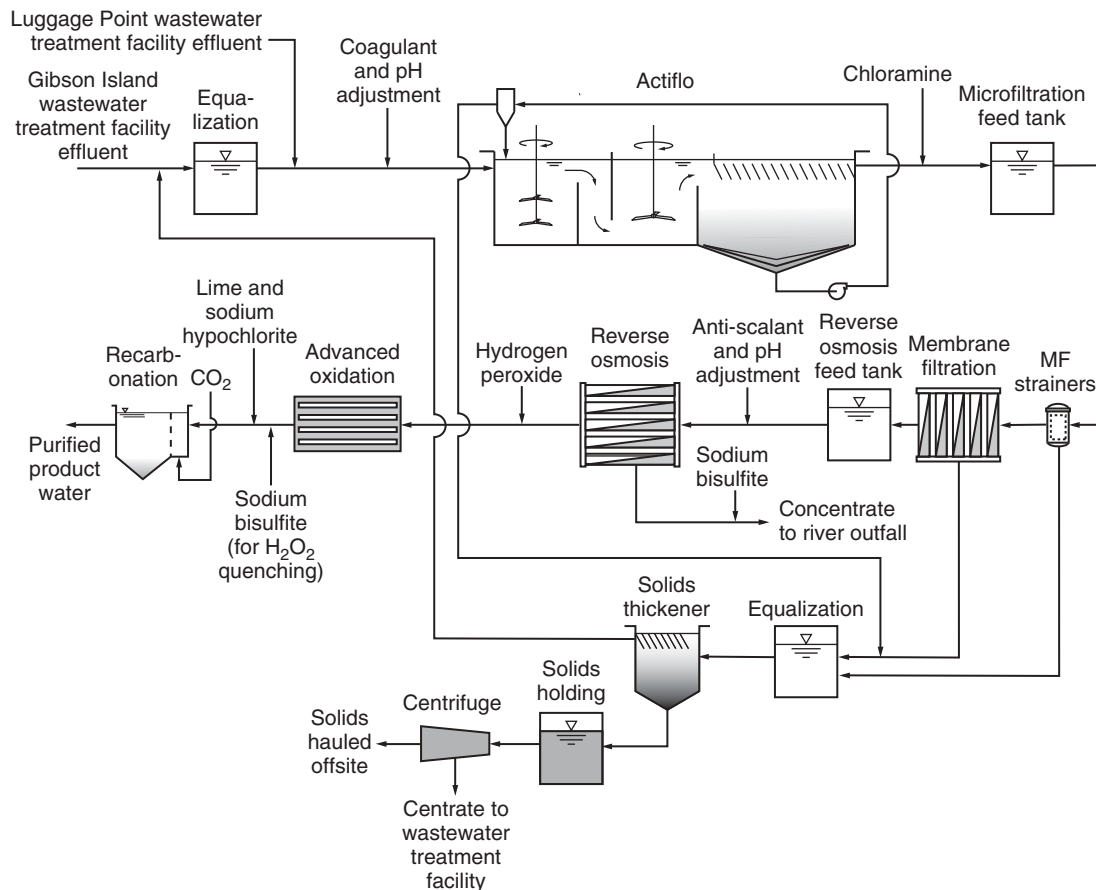 Luggage Point wastewater
treatment facility effluent
Gibson Island
wastewater
treatment facility
effluent
Equa-
lization
Coagulant
and pH
adjustment
Actiflo
Chloramine
Microfiltration
feed tank
Lime and
sodium
hypochlorite
Recarb-
onation
CO2
Advanced
oxidation
Hydrogen
peroxide
Reverse
osmosis
Anti-scalant
and pH
adjustment
Reverse
osmosis
feed tank
Membrane
filtration
MF
strainers
Purified
product
water
Sodium
bisulfite
(for H2O2
quenching)
Sodium
bisulfite
Concentrate
to river outfall
Solids
thickener
Equalization
Solids
holding
Centrifuge
Solids
hauled
offsite
Centrate to
wastewater
treatment
facility